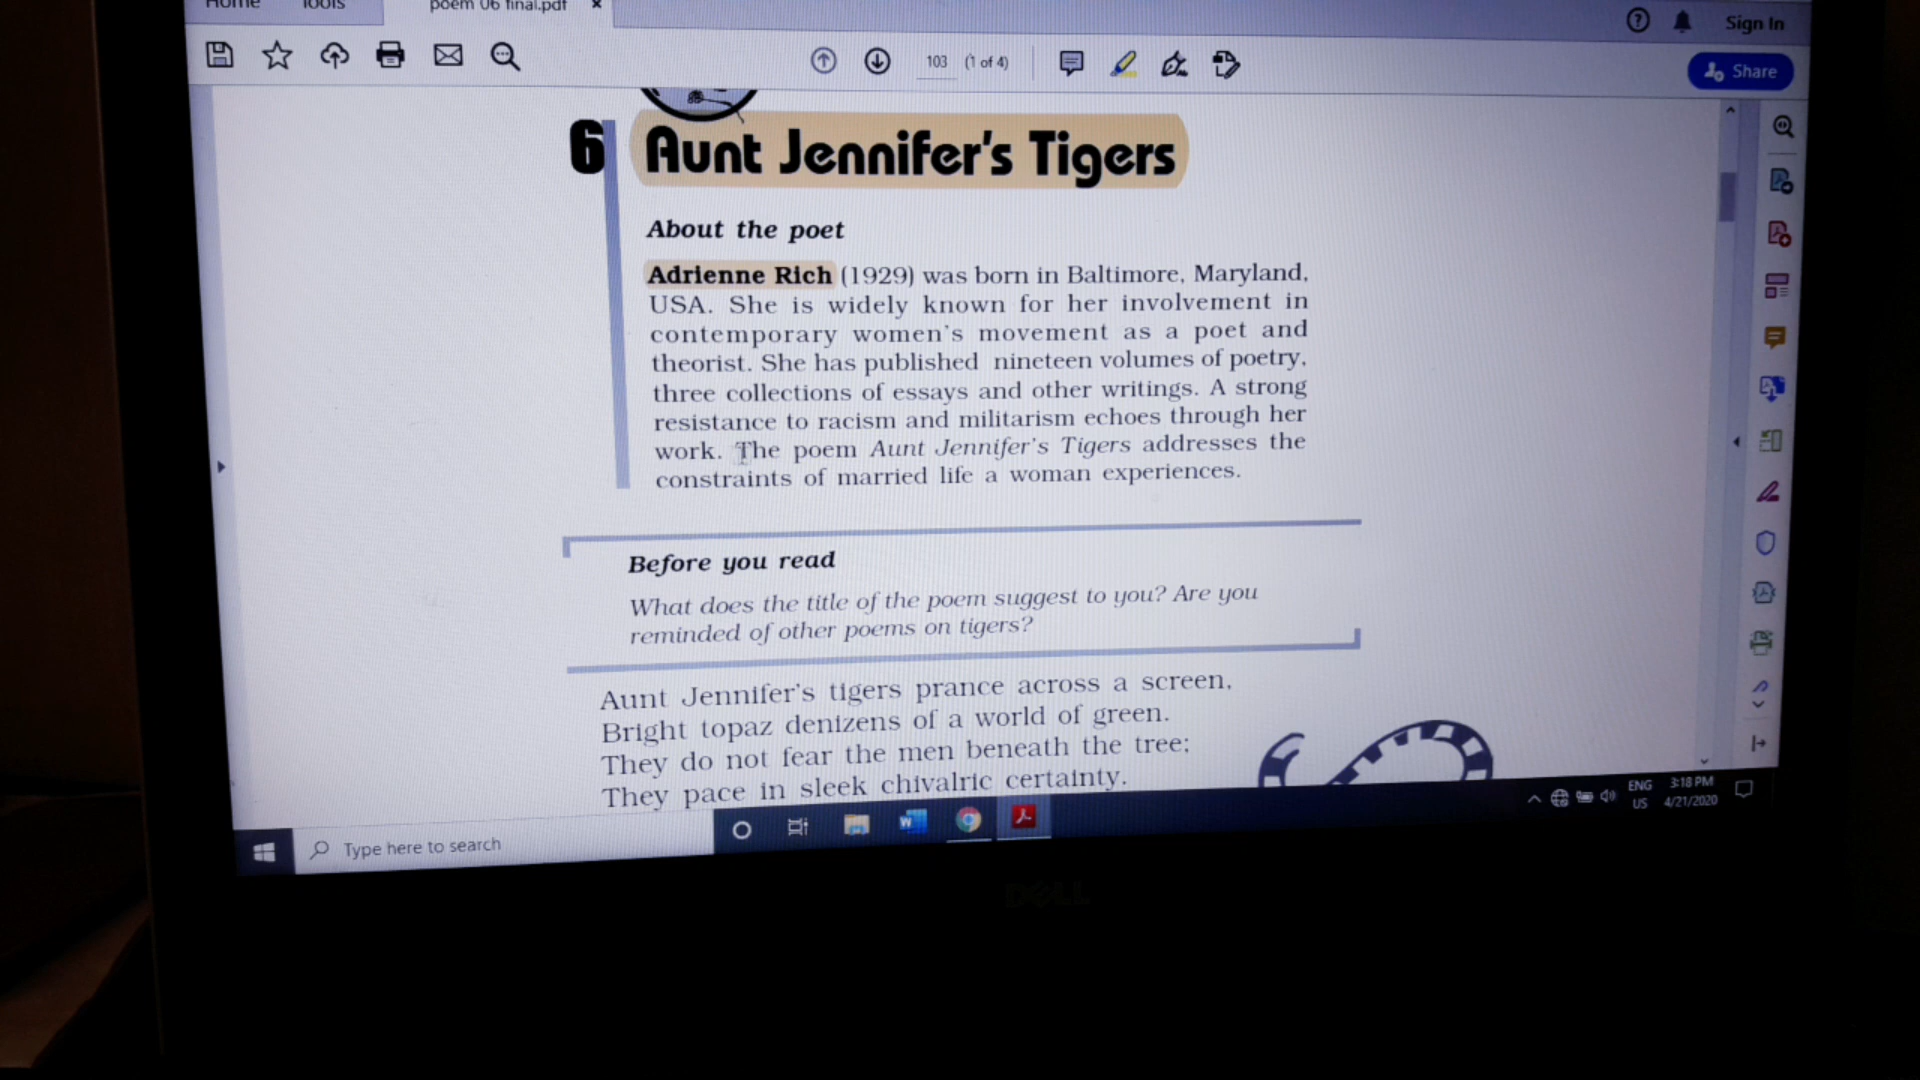 Home Tools poem 06 final.pdf ×
Sign In
103 (1 of 4)
Share
6 Aunt Jennifer's Tigers
About the poet
Adrienne Rich (1929) was born in Baltimore, Maryland,
USA. She is widely known for her involvement in
contemporary women's movement as a poet and
theorist. She has published nineteen volumes of poetry,
three collections of essays and other writings. A strong
resistance to racism and militarism echoes through her
work. The poem Aunt Jennifer's Tigers addresses the
constraints of married life a woman experiences.
Before you read
What does the title of the poem suggest to you? Are you
reminded of other poems on tigers?
Aunt Jennifer's tigers prance across a screen,
Bright topaz denizens of a world of green.
They do not fear the men beneath the tree;
They pace in sleek chivalric certainty.
Type here to search
ENG
US
3:18 PM
4/21/2020
DELL